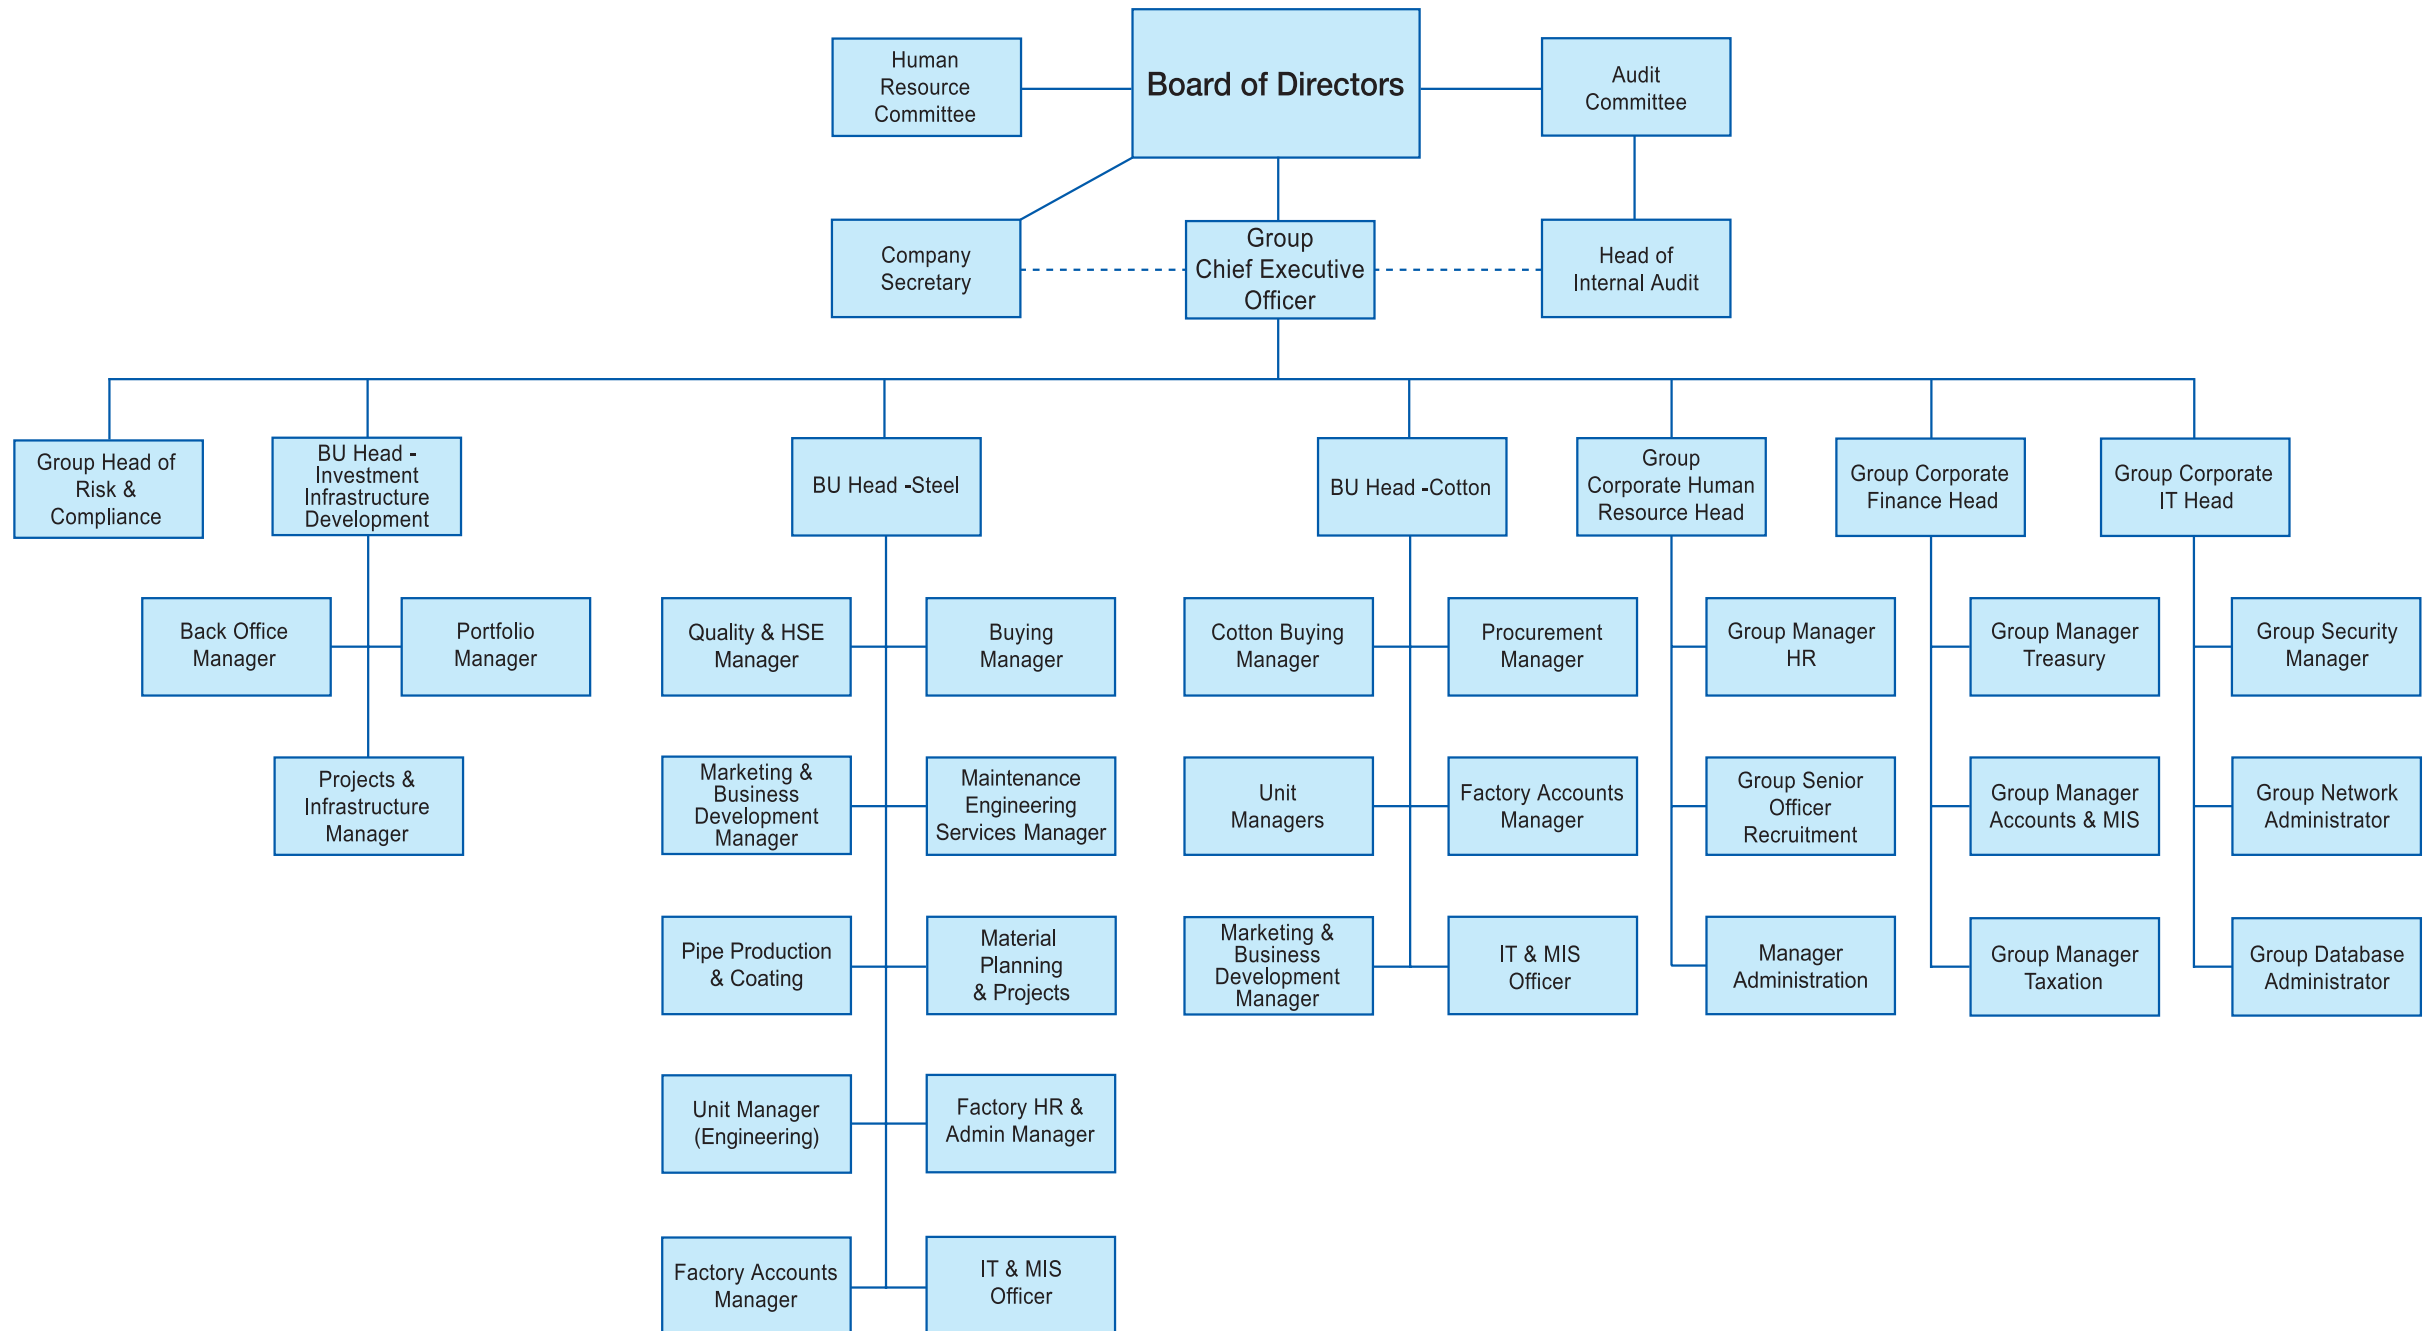 Human
Resource
Committee
Board of Directors
Audit
Committee
Company
Secretary
Group
Chief Executive
Officer
Head of
Internal Audit
Group Head of
Risk &
Compliance
BU Head -
Investment
Infrastructure
Development
BU Head -Steel
BU Head -Cotton
Group
Corporate Human
Resource Head
Group Corporate
Finance Head
Group Corporate
IT Head
Back Office
Manager
Portfolio
Manager
Quality & HSE
Manager
Buying
Manager
Cotton Buying
Manager
Procurement
Manager
Group Manager
HR
Group Manager
Treasury
Group Security
Manager
Projects &
Infrastructure
Manager
Marketing &
Business
Development
Manager
Maintenance
Engineering
Services Manager
Unit
Managers
Factory Accounts
Manager
Group Senior
Officer
Recruitment
Group Manager
Accounts & MIS
Group Network
Administrator
Pipe Production
& Coating
Material
Planning
& Projects
Marketing &
Business
Development
Manager
IT & MIS
Officer
Manager
Administration
Group Manager
Taxation
Group Database
Administrator
Unit Manager
(Engineering)
Factory HR &
Admin Manager
Factory Accounts
Manager
IT & MIS
Officer